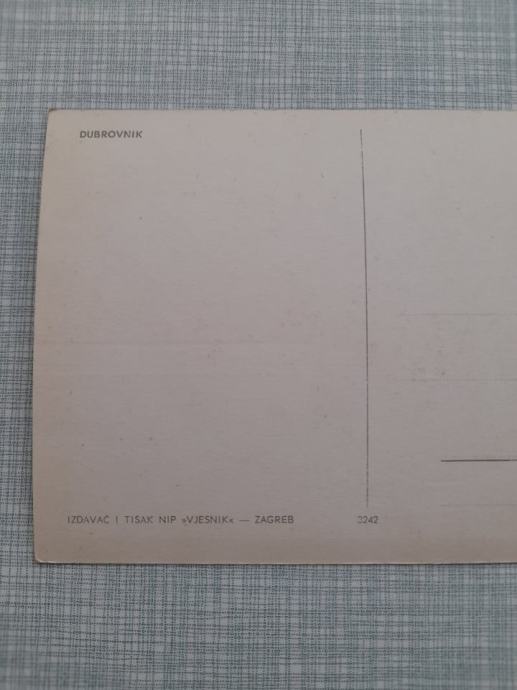 DUBROVNIK
IZDAVAČ I TISAK NIP »VJESNIK« — ZAGREB 3242